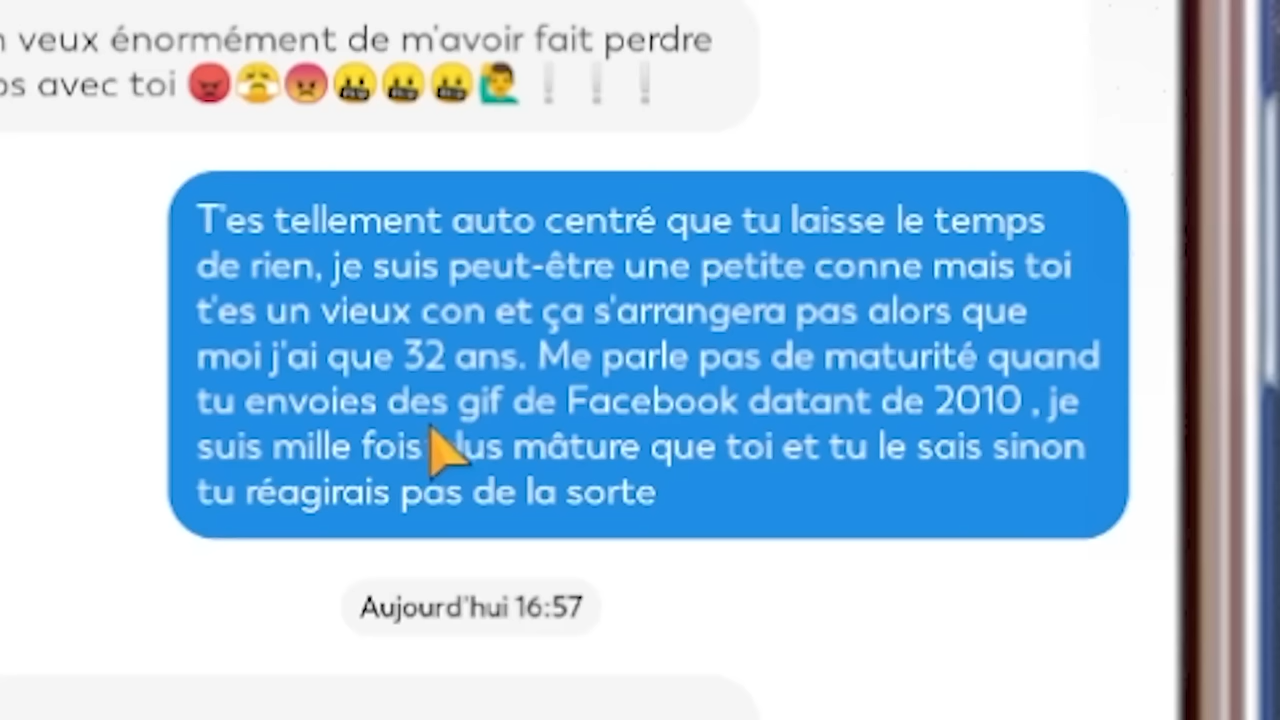 veux énormément de m'avoir fait perdre
avec toi 😡😤😡🤬🤬🤬🙋‍♂️❕❕❕
T'es tellement auto centré que tu laisse le temps
de rien, je suis peut-être une petite conne mais toi
t'es un vieux con et ça s'arrangera pas alors que
moi j'ai que 32 ans. Me parle pas de maturité quand
tu envoies des gif de Facebook datant de 2010 , je
suis mille fois plus mâture que toi et tu le sais sinon
tu réagirais pas de la sorte
Aujourd'hui 16:57